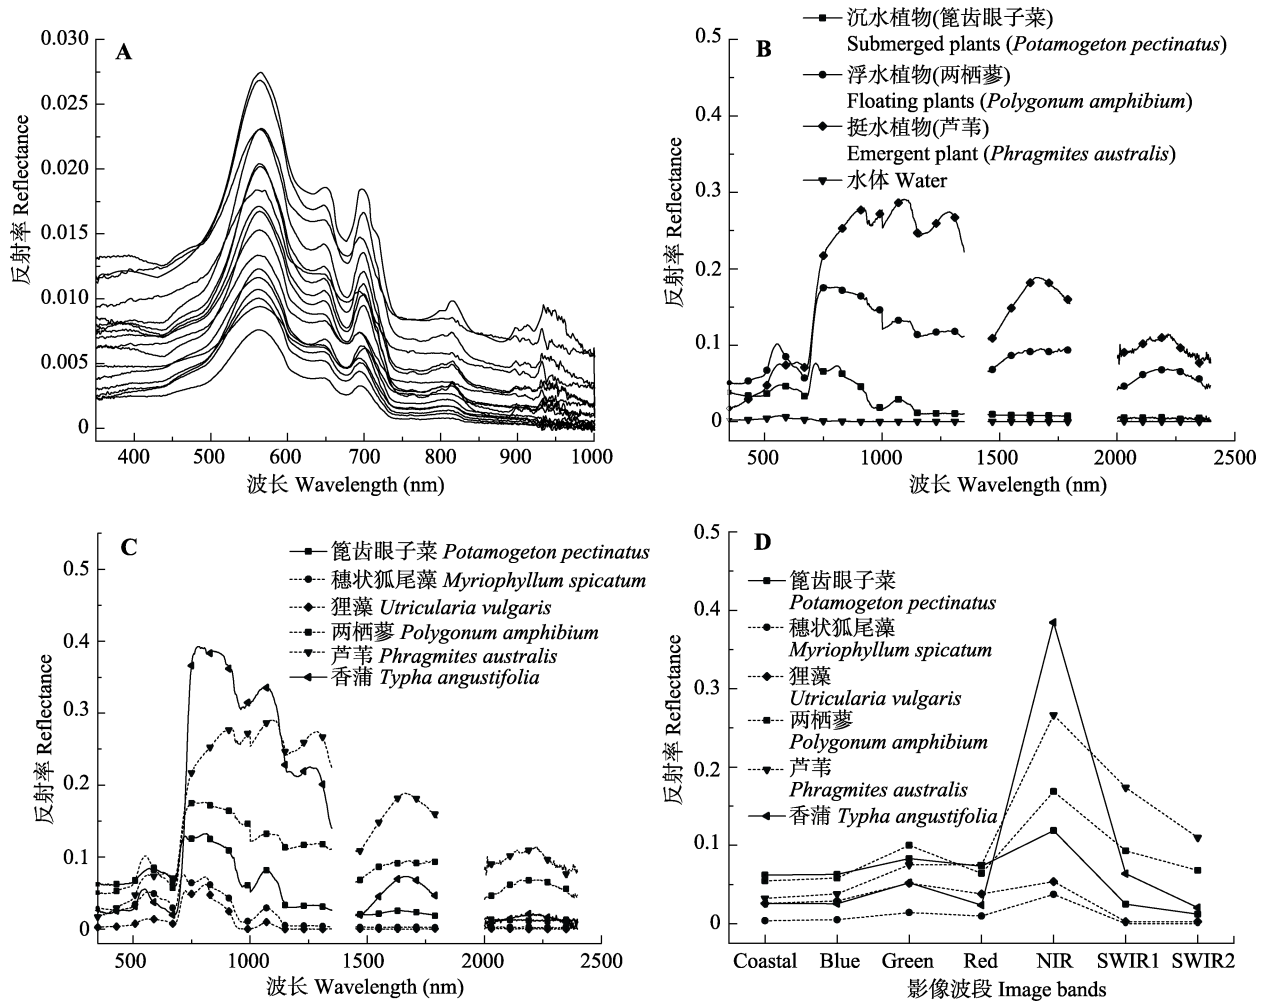 A
反射率 Reflectance
0.030
0.025
0.020
0.015
0.010
0.005
0
400 500 600 700 800 900 1000
波长 Wavelength (nm)
B
反射率 Reflectance
0.5
0.4
0.3
0.2
0.1
0
沉水植物(篦齿眼子菜)
Submerged plants (Potamogeton pectinatus)
浮水植物(两栖蓼)
Floating plants (Polygonum amphibium)
挺水植物(芦苇)
Emergent plant (Phragmites australis)
水体 Water
500 1000 1500 2000 2500
波长 Wavelength (nm)
C
反射率 Reflectance
0.5
0.4
0.3
0.2
0.1
0
篦齿眼子菜 Potamogeton pectinatus
穗状狐尾藻 Myriophyllum spicatum
狸藻 Utricularia vulgaris
两栖蓼 Polygonum amphibium
芦苇 Phragmites australis
香蒲 Typha angustifolia
500 1000 1500 2000 2500
波长 Wavelength (nm)
D
反射率 Reflectance
0.5
0.4
0.3
0.2
0.1
0
篦齿眼子菜
Potamogeton pectinatus
穗状狐尾藻
Myriophyllum spicatum
狸藻
Utricularia vulgaris
两栖蓼
Polygonum amphibium
芦苇
Phragmites australis
香蒲 Typha angustifolia
Coastal Blue Green Red NIR SWIR1 SWIR2
影像波段 Image bands